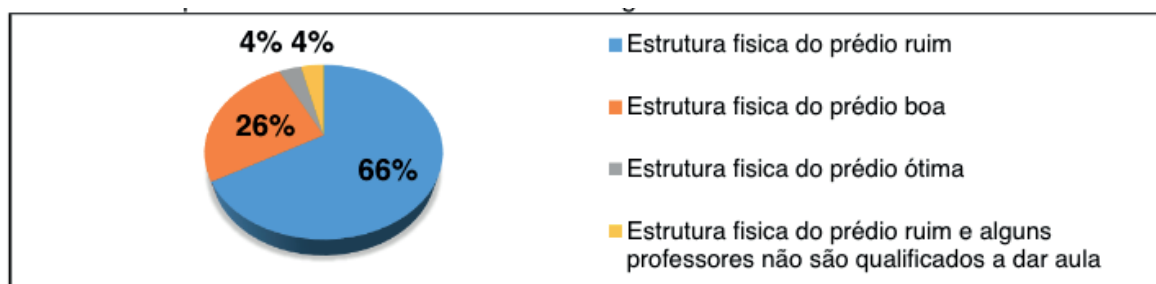 4% 4%
26%
66%
Estrutura fisica do prédio ruim
Estrutura fisica do prédio boa
Estrutura fisica do prédio ótima
Estrutura fisica do prédio ruim e alguns
professores não são qualificados a dar aula